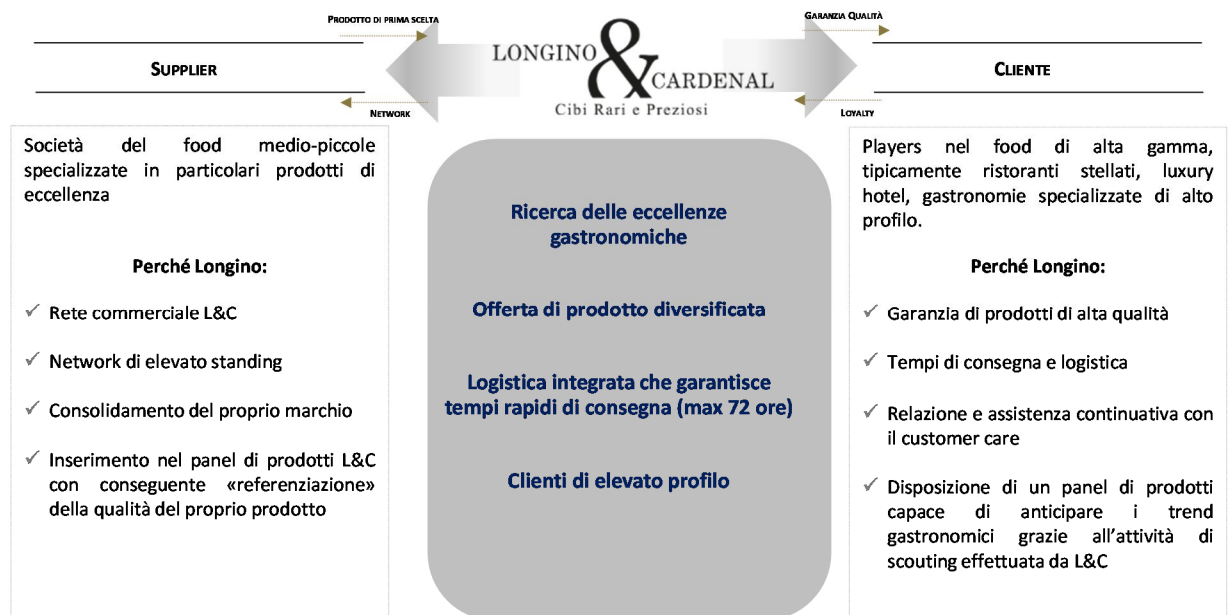 PRODOTTO DI PRIMA SCELTA
GARANZIA QUALITÀ
SUPPLIER
LONGINO
&
CARDENAL
Cibi Rari e Preziosi
CLIENTE
NETWORK
LOYALTY
Società del food medio-piccole
specializzate in particolari prodotti di
eccellenza
Perché Longino:
✓ Rete commerciale L&C
✓ Network di elevato standing
✓ Consolidamento del proprio marchio
✓ Inserimento nel panel di prodotti L&C
con conseguente «referenziazione»
della qualità del proprio prodotto
Ricerca delle eccellenze
gastronomiche
Offerta di prodotto diversificata
Logistica integrata che garantisce
tempi rapidi di consegna (max 72 ore)
Clienti di elevato profilo
Players nel food di alta gamma,
tipicamente ristoranti stellati, luxury
hotel, gastronomie specializzate di alto
profilo.
Perché Longino:
✓ Garanzia di prodotti di alta qualità
✓ Tempi di consegna e logistica
✓ Relazione e assistenza continuativa con
il customer care
✓ Disposizione di un panel di prodotti
capace di anticipare i trend
gastronomici grazie all'attività di
scouting effettuata da L&C